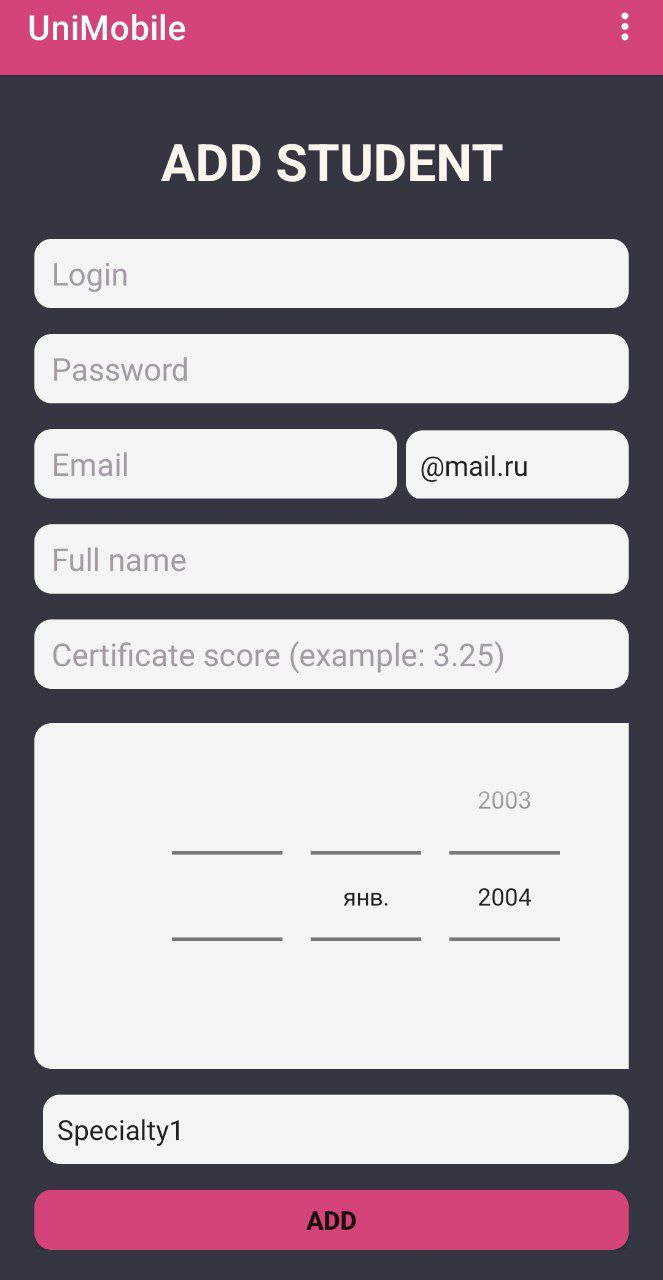 UniMobile
ADD STUDENT
Login
Password
Email
@mail.ru
Full name
Certificate score (example: 3.25)
2003
янв.
2004
Specialty1
ADD